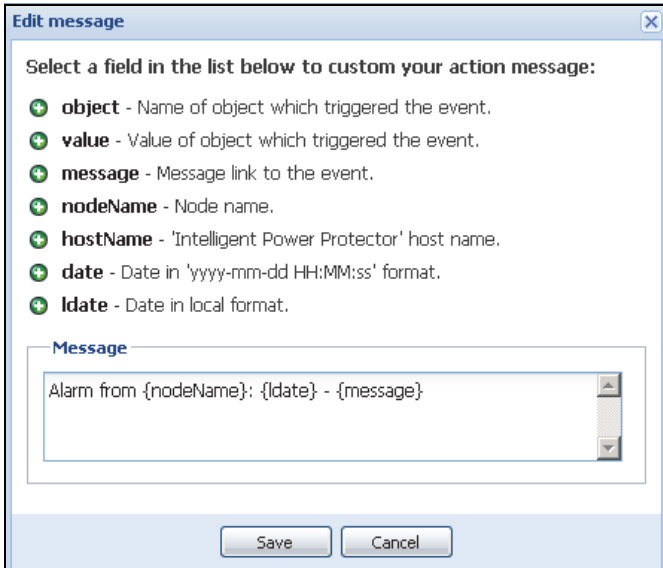 Edit message
Select a field in the list below to custom your action message:
object - Name of object which triggered the event.
value - Value of object which triggered the event.
message - Message link to the event.
nodeName - Node name.
hostName - 'Intelligent Power Protector' host name.
date - Date in 'yyyy-mm-dd HH:MM:ss' format.
ldate - Date in local format.
Message
Alarm from {nodeName}: {ldate} - {message}
Save Cancel